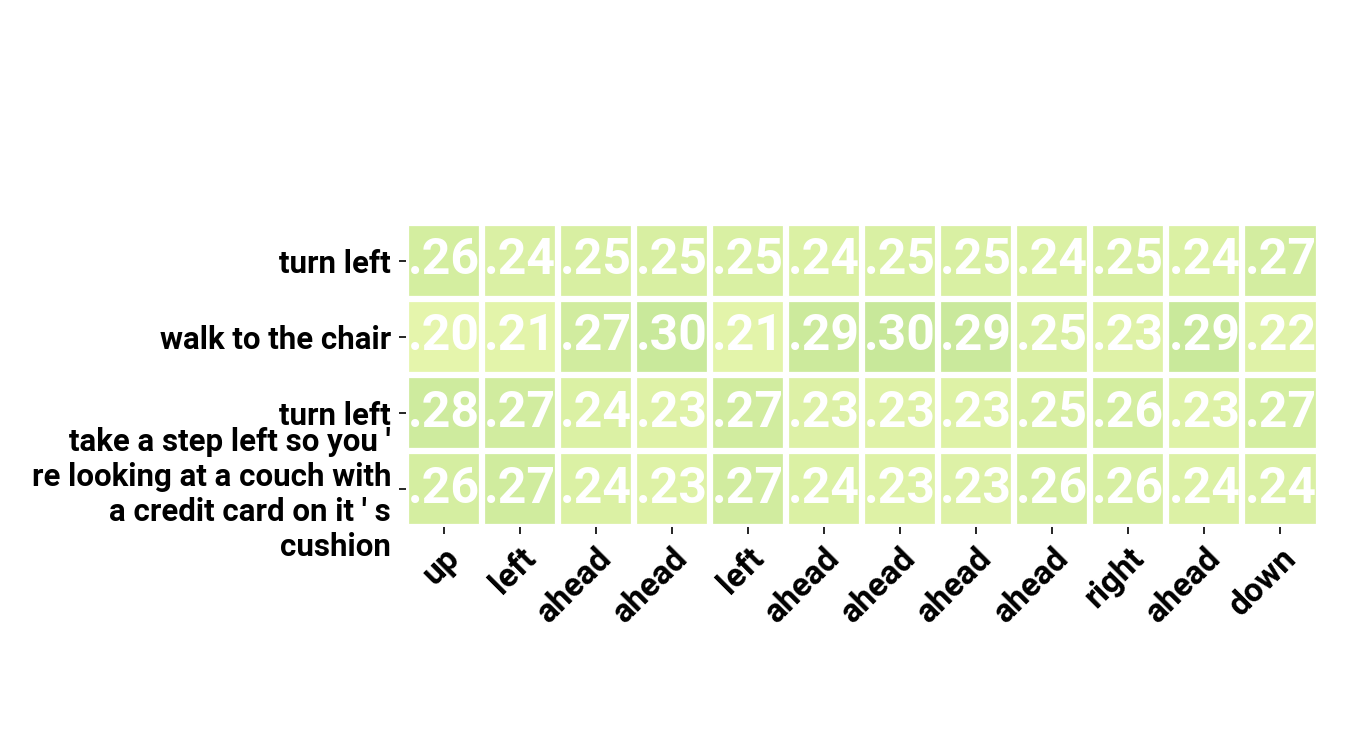 turn left .26 .24 .25 .25 .25 .24 .25 .25 .24 .25 .24 .27
walk to the chair .20 .21 .27 .30 .21 .29 .30 .29 .25 .23 .29 .22
turn left .28 .27 .24 .23 .27 .23 .23 .23 .25 .26 .23 .27
take a step left so you '
re looking at a couch with
a credit card on it ' s
cushion
.26 .27 .24 .23 .27 .24 .23 .23 .26 .26 .24 .24
up left ahead ahead left ahead ahead ahead ahead right ahead down